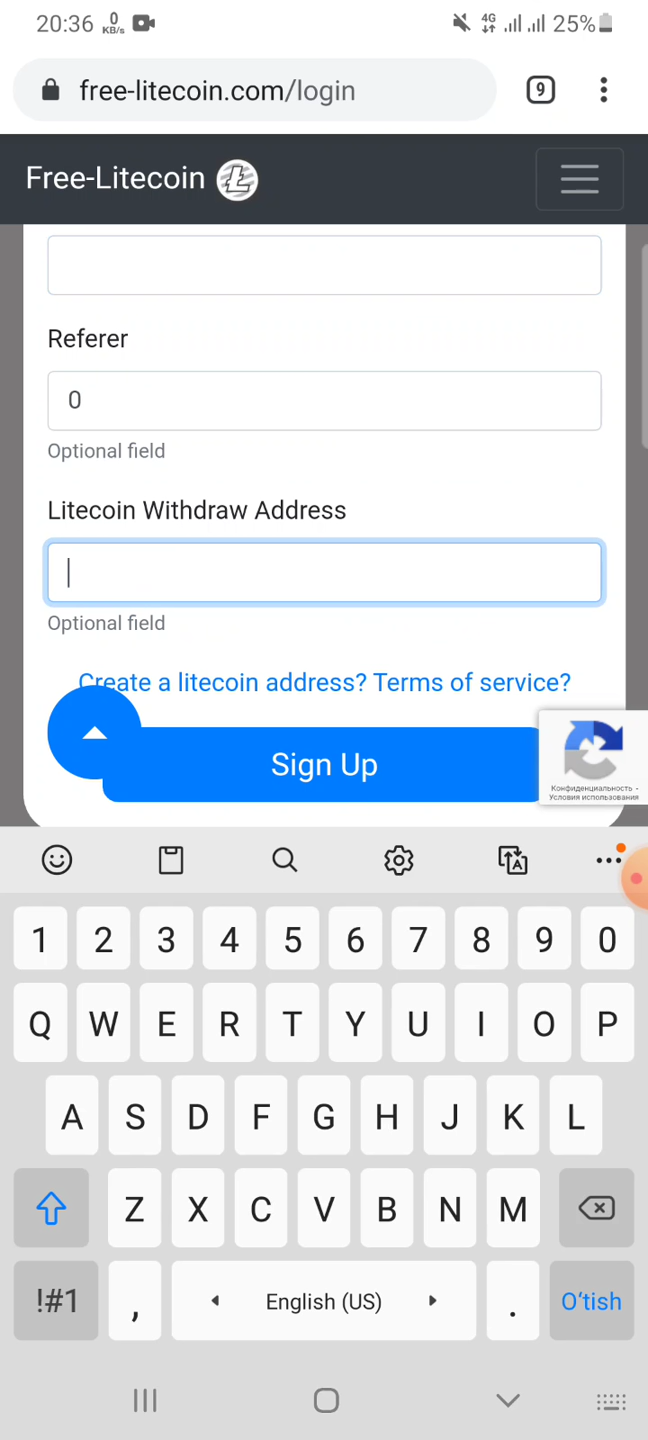 20:36 0 KB/s 4G 25%
free-litecoin.com/login 9
Free-Litecoin
Referer
0
Optional field
Litecoin Withdraw Address
Optional field
Create a litecoin address? Terms of service?
Sign Up
Конфиденциальность -
Условия использования
1 2 3 4 5 6 7 8 9 0
Q W E R T Y U I O P
A S D F G H J K L
Z X C V B N M
!#1 , English (US) . Oʻtish